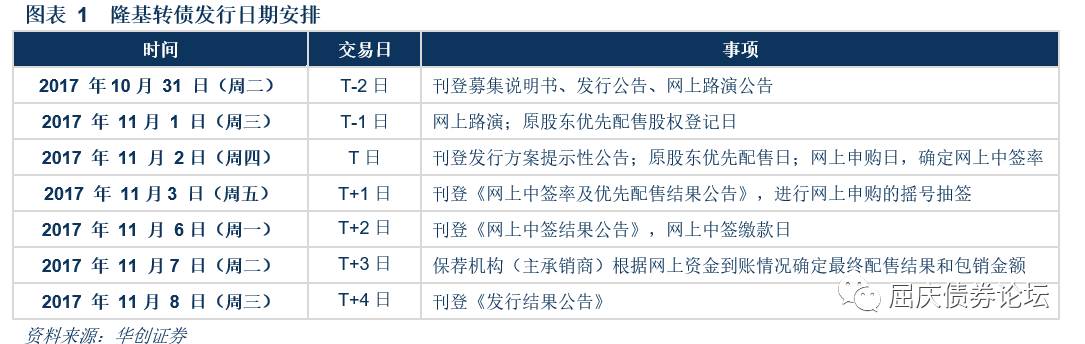 图表 1 隆基转债发行日期安排
时间 交易日 事项
2017 年 10 月 31 日（周二） T-2 日 刊登募集说明书、发行公告、网上路演公告
2017 年 11 月 1 日（周三） T-1 日 网上路演；原股东优先配售股权登记日
2017 年 11 月 2 日（周四） T 日 刊登发行方案提示性公告；原股东优先配售日；网上申购日，确定网上中签率
2017 年 11 月 3 日（周五） T+1 日 刊登《网上中签率及优先配售结果公告》，进行网上申购的摇号抽签
2017 年 11 月 6 日（周一） T+2 日 刊登《网上中签结果公告》，网上中签缴款日
2017 年 11 月 7 日（周二） T+3 日 保荐机构（主承销商）根据网上资金到账情况确定最终配售结果和包销金额
2017 年 11 月 8 日（周三） T+4 日 刊登《发行结果公告》
屈庆债券论坛
资料来源：华创证券